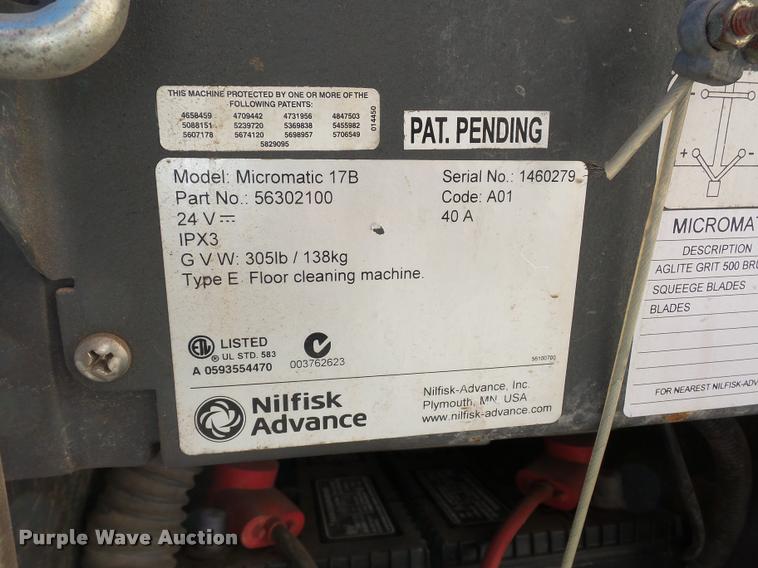 THIS MACHINE PROTECTED BY ONE OR MORE OF THE
FOLLOWING PATENTS:
4658459 4709442 4731956 4847503
5088151 5239720 5369838 5455982
5607178 5674120 5698957 5706549
5829095
014450
PAT. PENDING
Model: Micromatic 17B Serial No.: 1460279
Part No.: 56302100 Code: A01
24 V 40 A
IPX3
G V W: 305lb / 138kg
Type E Floor cleaning machine.
ETL LISTED
UL STD. 583
A 0593554470
003762623
56100700
Nilfisk
Advance
Nilfisk-Advance, Inc.
Plymouth, MN, USA
www.nilfisk-advance.com
MICROMAT
DESCRIPTION
AGLITE GRIT 500 BRU
SQUEEGE BLADES
BLADES
FOR NEAREST NILFISK-ADV
Purple Wave Auction